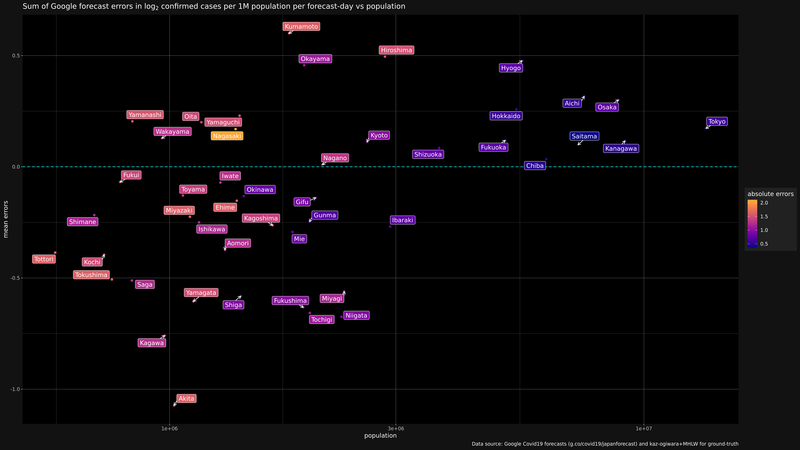 Sum of Google forecast errors in log₂ confirmed cases per 1M population per forecast-day vs population
Kumamoto
Hiroshima
0.5
Okayama
Hyogo
Aichi
Osaka
Yamanashi
Oita
Yamaguchi
Hokkaido
Tokyo
Wakayama
Nagasaki
Kyoto
Saitama
Fukuoka
Kanagawa
Shizuoka
Nagano
0.0
Chiba
Fukui
Iwate
Toyama
Okinawa
absolute errors
2.0
1.5
1.0
0.5
Gifu
Miyazaki
Ehime
Gunma
Shimane
Kagoshima
Ibaraki
Ishikawa
mean errors
Mie
Aomori
Tottori
Kochi
Tokushima
-0.5
Saga
Yamagata
Miyagi
Fukushima
Shiga
Niigata
Tochigi
Kagawa
-1.0
Akita
1e+06
3e+06
1e+07
population
Data source: Google Covid19 forecasts (g.co/covid19/japanforecast) and kaz-ogiwara+MHLW for ground-truth